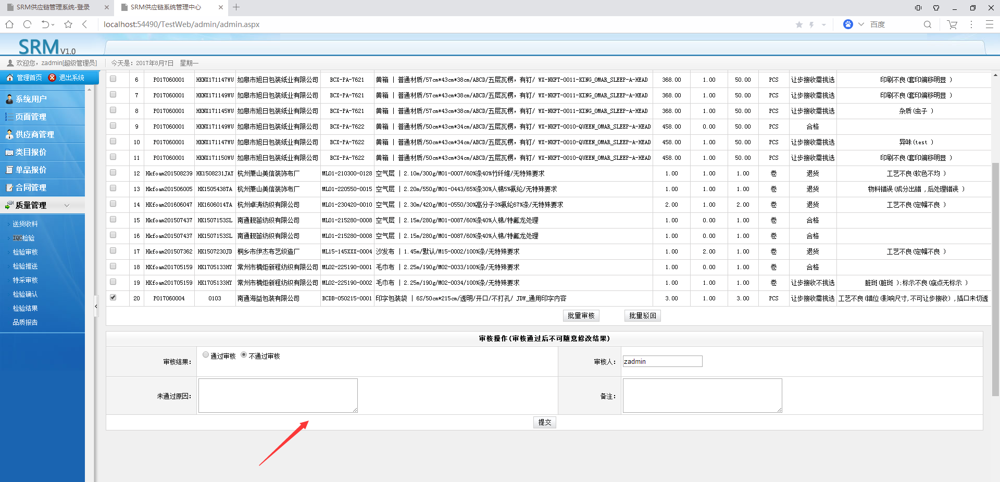 SRM供应链管理系统-登录
SRM供应链系统管理中心
localhost:54490/TestWeb/admin/admin.aspx
百度
SRM V1.0
欢迎您，zadmin[超级管理员] 今天是：2017年8月7日 星期一
管理首页 退出系统
系统用户
页面管理
供应商管理
类目报价
单品报价
合同管理
质量管理
送货收料
IQC检验
检验审核
检验推送
特采审核
检验确认
检验结果
品质报告
6 PO17060001 HKNX171147WU 如皋市旭日包装纸业有限公司 BCX-PA-7621 黄箱 | 普通材质/57cm*43cm*38cm/ABCD/五层瓦楞，有钉/ WX-NKFT-0011-KING_OMAR_SLEEP-A-HEAD 368.00 1.00 50.00 PCS 让步接收需挑选 印刷不良(套印偏移明显 )
7 PO17060001 HKNX171149WU 如皋市旭日包装纸业有限公司 BCX-PA-7621 黄箱 | 普通材质/57cm*43cm*38cm/ABCD/五层瓦楞，有钉/ WX-NKFT-0011-KING_OMAR_SLEEP-A-HEAD 368.00 1.00 50.00 PCS 让步接收需挑选 印刷不良(套印偏移明显 )
8 PO17060001 HKNX171145WU 如皋市旭日包装纸业有限公司 BCX-PA-7621 黄箱 | 普通材质/57cm*43cm*38cm/ABCD/五层瓦楞，有钉/ WX-NKFT-0011-KING_OMAR_SLEEP-A-HEAD 368.00 1.00 50.00 PCS 让步接收需挑选 杂质(虫子 )
9 PO17060001 HKNX171149WU 如皋市旭日包装纸业有限公司 BCX-PA-7622 黄箱 | 普通材质/50cm*43cm*34cm/ABCD/五层瓦楞，有钉/ WX-NKFT-0010-QUEEN_OMAR_SLEEP-A-HEAD 458.00 0.00 50.00 PCS 合格
10 PO17060001 HKNX171147WU 如皋市旭日包装纸业有限公司 BCX-PA-7622 黄箱 | 普通材质/50cm*43cm*34cm/ABCD/五层瓦楞，有钉/ WX-NKFT-0010-QUEEN_OMAR_SLEEP-A-HEAD 458.00 1.00 50.00 PCS 让步接收需挑选 异味(test )
11 PO17060001 HKNX171150WU 如皋市旭日包装纸业有限公司 BCX-PA-7622 黄箱 | 普通材质/50cm*43cm*34cm/ABCD/五层瓦楞，有钉/ WX-NKFT-0010-QUEEN_OMAR_SLEEP-A-HEAD 458.00 1.00 50.00 PCS 让步接收需挑选 印刷不良(套印偏移明显 )
12 Hkfoam201508239 HK1508231JAY 杭州萧山美信装饰布厂 ML01-210300-0128 空气层 | 2.10m/300g/M01-0007/60%涤40%竹纤维/无特殊要求 1.00 1.00 1.00 卷 退货 工艺不良(软色不均 )
13 Hkfoam201506005 HK1505438TA 杭州萧山美信装饰布厂 ML01-220550-0015 空气层 | 2.20m/550g/M01-0443/65%涤30%人棉5%氨纶/无特殊要求 1.00 1.00 1.00 卷 退货 物料错误(成分出错 ,后处理错误 )
14 HKfoam201606047 HK1606014TA 杭州卓涛纺织有限公司 ML01-230420-0010 空气层 | 2.30m/420g/M01-0550/30%高分子3%氨纶67%涤/无特殊要求 2.00 1.00 2.00 卷 退货 工艺不良(定幅不良 )
15 Hkfoam201507437 HK1507153SL 南通靓笛纺织有限公司 ML01-215280-0008 空气层 | 2.15m/280g/M01-0087/60%涤40%人棉/特氟龙处理 1.00 0.00 1.00 卷 合格
16 Hkfoam201507437 HK1507153SL 南通靓笛纺织有限公司 ML01-215280-0008 空气层 | 2.15m/280g/M01-0087/60%涤40%人棉/特氟龙处理 1.00 0.00 1.00 卷 合格
17 Hkfoam201507362 HK1507230JD 桐乡市伊杰布艺织造厂 ML15-145XXX-0004 沙发布 | 1.45m/默认/M15-0002/100%涤/无特殊要求 1.00 2.00 1.00 卷 退货 工艺不良(定幅不良 )
18 HKfoam201705159 HK1705133HY 常州市楠炬新程纺织有限公司 ML02-225190-0001 毛巾布 | 2.25m/190g/M02-0033/100%涤/无特殊要求 1.00 0.00 1.00 卷 合格
19 HKfoam201705159 HK1705133HY 常州市楠炬新程纺织有限公司 ML02-225190-0002 毛巾布 | 2.25m/190g/M02-0034/100%涤/无特殊要求 1.00 1.00 1.00 卷 让步接收不挑选 脏斑(脏斑 );标示不良(疵点无标示 )
20 PO17060004 0103 南通海益包装有限公司 BCDB-050215-0001 印字包装袋 | 6S/50cm*215cm/透明/开口/不打孔/ JDW_通用印字内容 3.00 1.00 3.00 PCS 让步接收需挑选 工艺不良(错位(影响尺寸,不可让步接收) ,插口未切透
批量审核 批量驳回
审核操作(审核通过后不可随意修改结果)
审核结果： 通过审核 不通过审核 审核人： zadmin
未通过原因： 备注：
提交